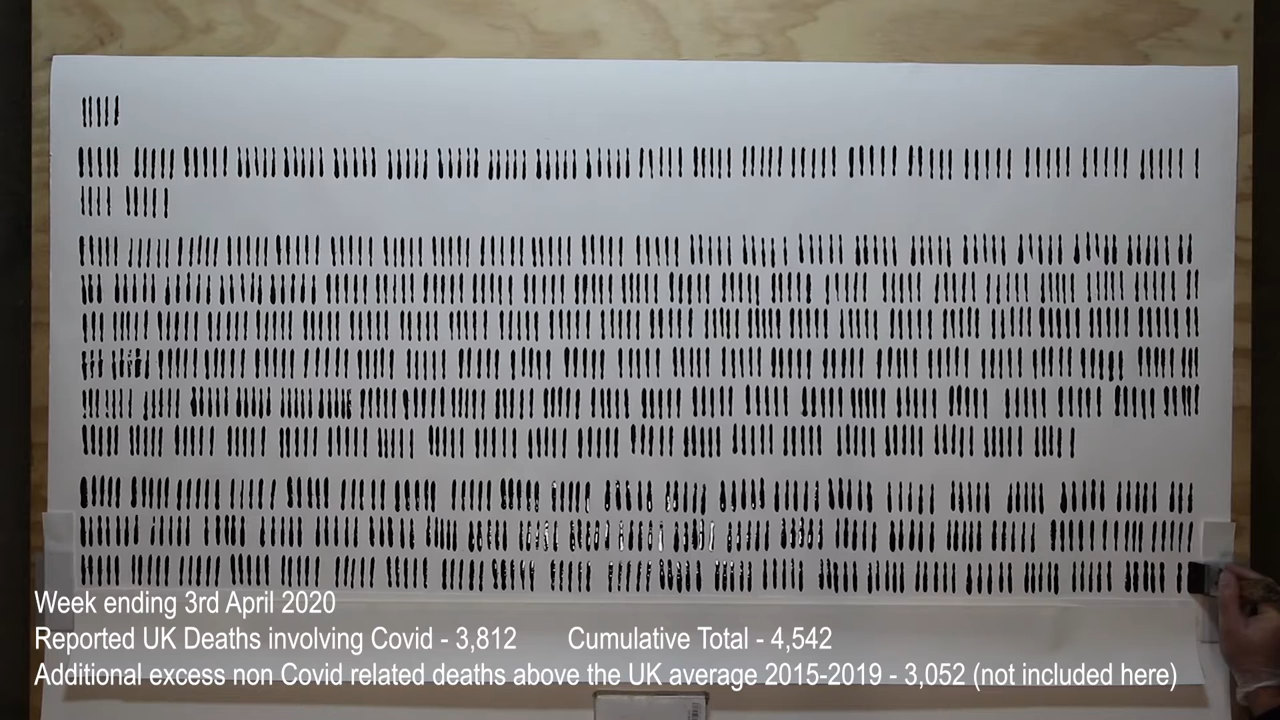 Week ending 3rd April 2020
Reported UK Deaths involving Covid - 3,812 Cumulative Total - 4,542
Additional excess non Covid related deaths above the UK average 2015-2019 - 3,052 (not included here)